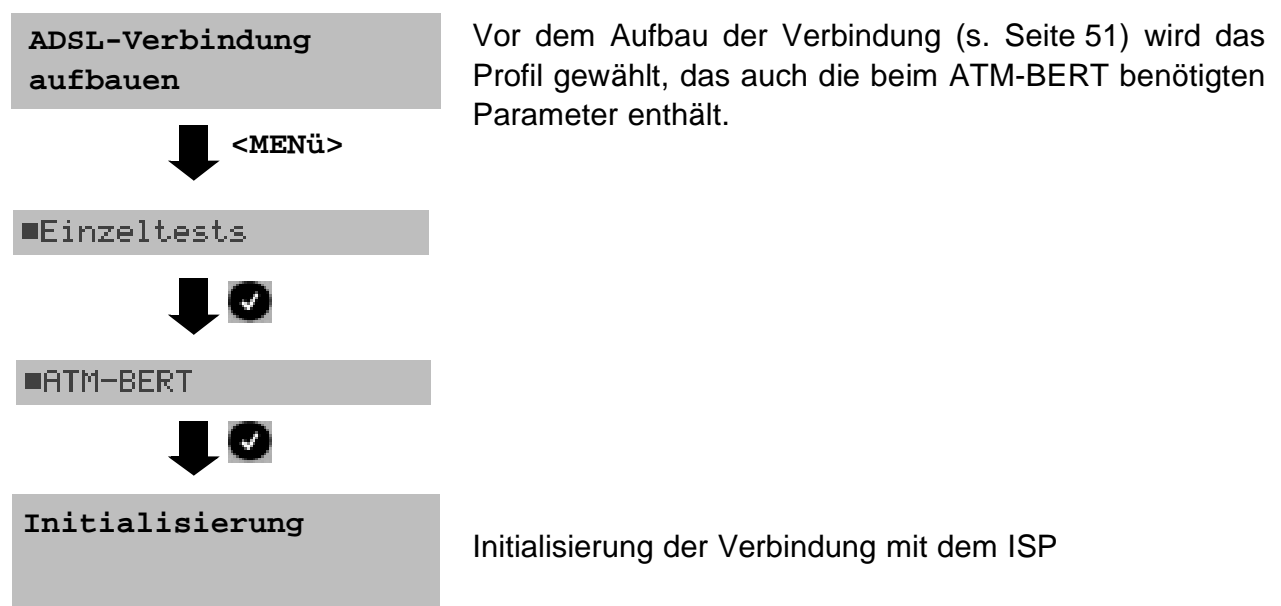 ADSL-Verbindung
aufbauen
Vor dem Aufbau der Verbindung (s. Seite 51) wird das
Profil gewählt, das auch die beim ATM-BERT benötigten
Parameter enthält.
<MENü>
■Einzeltests
■ATM-BERT
Initialisierung
Initialisierung der Verbindung mit dem ISP